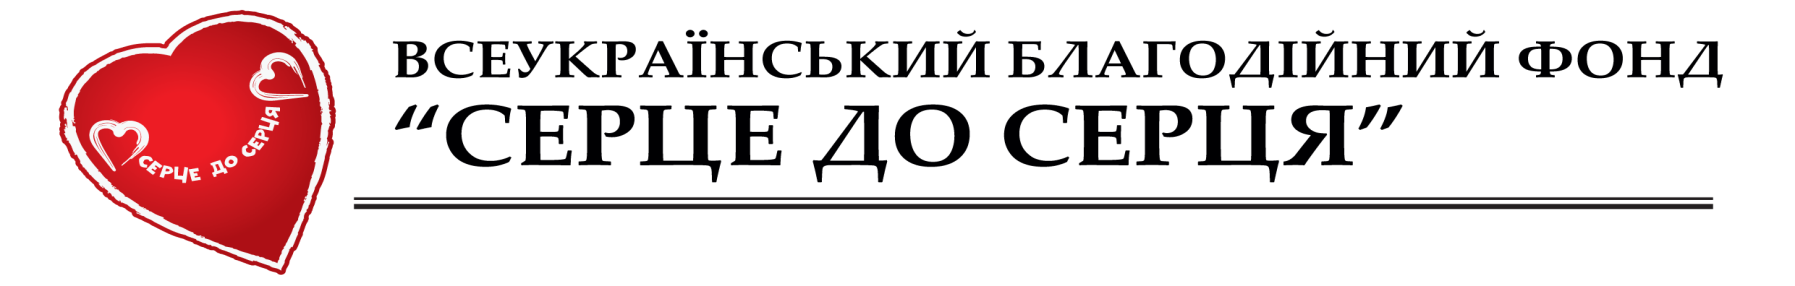 ВСЕУКРАЇНСЬКИЙ БЛАГОДІЙНИЙ ФОНД
“СЕРЦЕ ДО СЕРЦЯ”
СЕРЦЕ ДО СЕРЦЯ